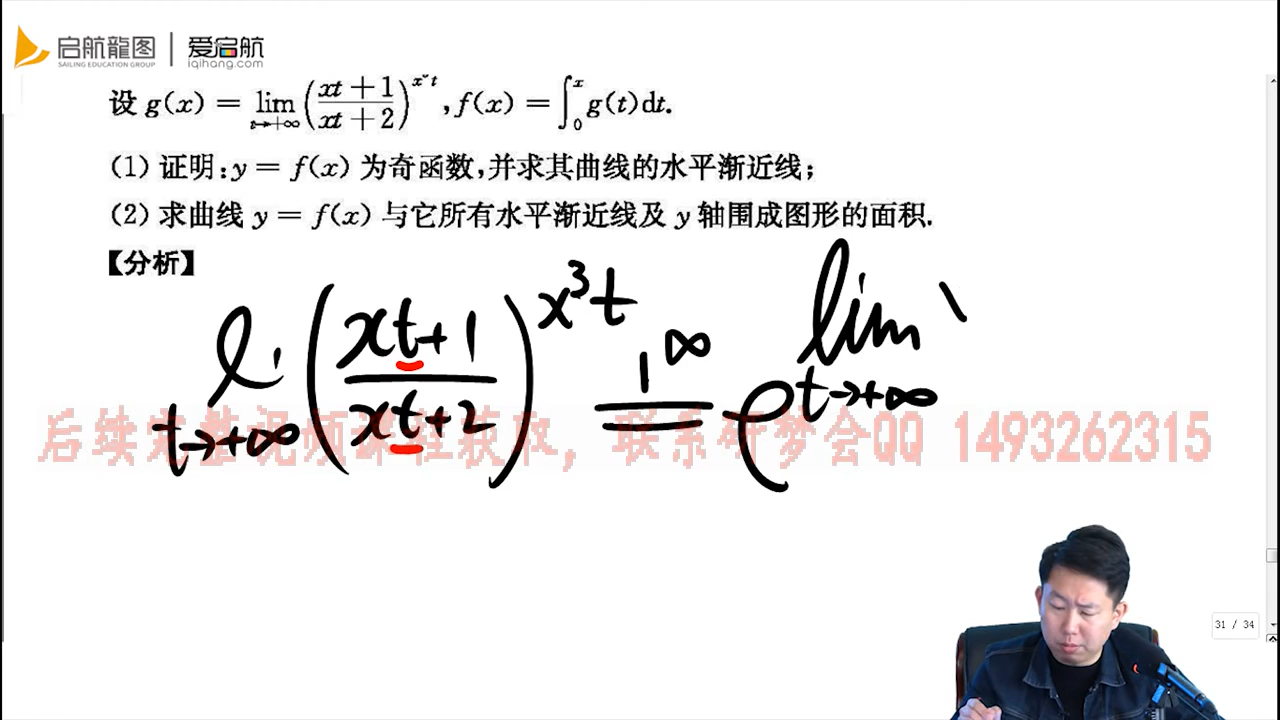 启航龍图 | 爱启航
SAILING EDUCATION GROUP iqihang.com
设 g(x) = lim_{t→+∞} ((xt+1)/(xt+2))^{x³t}, f(x) = ∫_0^x g(t)dt.
(1) 证明:y = f(x) 为奇函数,并求其曲线的水平渐近线;
(2) 求曲线 y = f(x) 与它所有水平渐近线及 y 轴围成图形的面积.
【分析】
li_{t→+∞} ((xt+1)/(xt+2))^{x³t} =^{1^∞} e^{lim_{t→+∞}
后续完整视频课程获取，联系研梦会QQ 1493262315
31 / 34